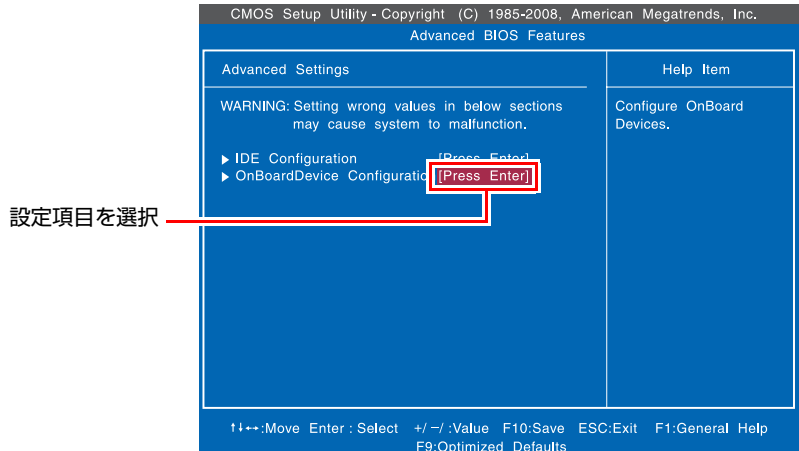 CMOS Setup Utility - Copyright (C) 1985-2008, American Megatrends, Inc.
Advanced BIOS Features
Advanced Settings
Help Item
WARNING: Setting wrong values in below sections
may cause system to malfunction.
Configure OnBoard
Devices.
▶ IDE Configuration [Press Enter]
▶ OnBoardDevice Configuratio [Press Enter]
設定項目を選択
↑↓↔:Move Enter : Select +/−/ :Value F10:Save ESC:Exit F1:General Help
F9:Optimized Defaults